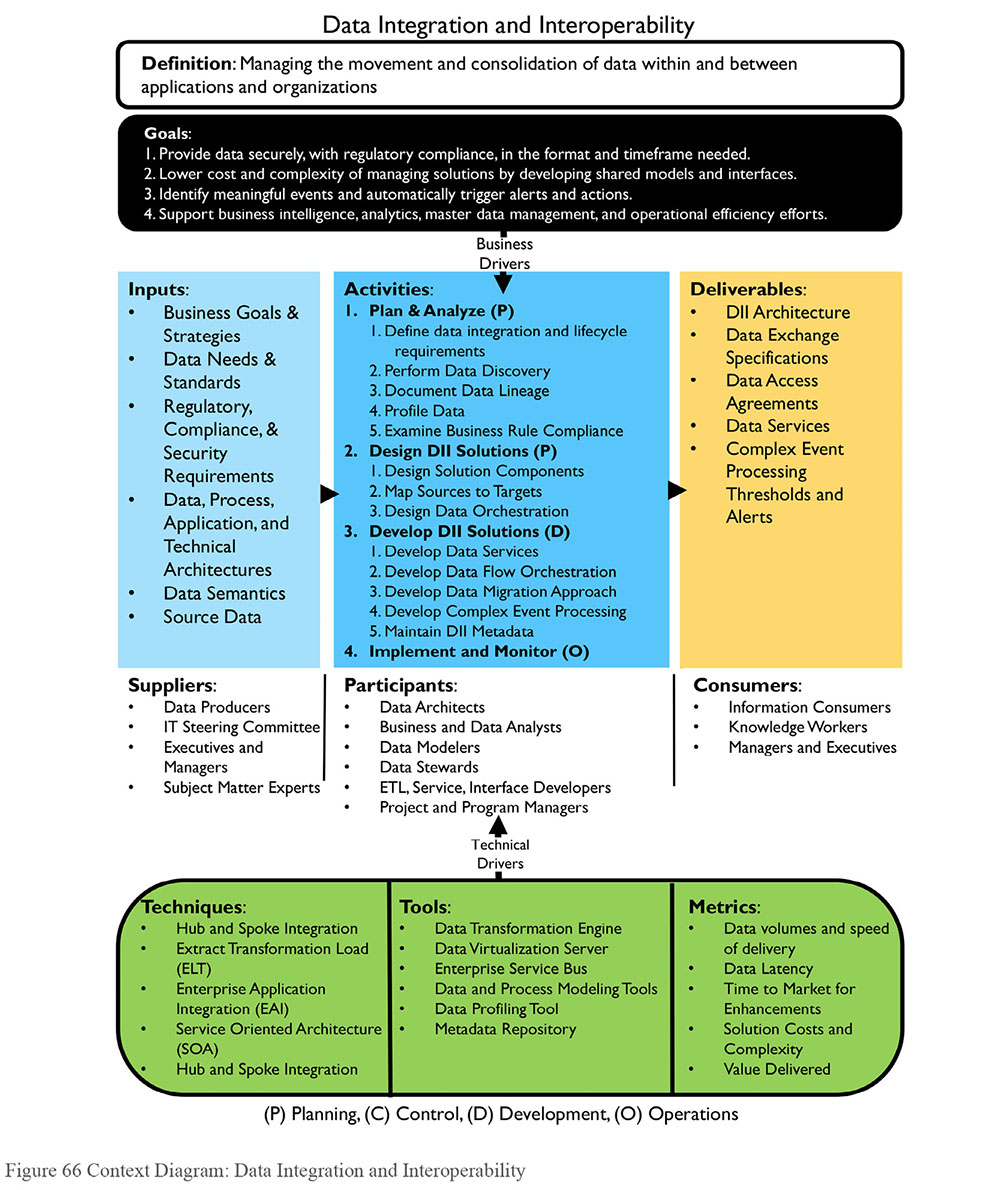 Data Integration and Interoperability
Definition: Managing the movement and consolidation of data within and between
applications and organizations
Goals:
1. Provide data securely, with regulatory compliance, in the format and timeframe needed.
2. Lower cost and complexity of managing solutions by developing shared models and interfaces.
3. Identify meaningful events and automatically trigger alerts and actions.
4. Support business intelligence, analytics, master data management, and operational efficiency efforts.
Business
Drivers
Inputs:
• Business Goals &
Strategies
• Data Needs &
Standards
• Regulatory,
Compliance, &
Security
Requirements
• Data, Process,
Application, and
Technical
Architectures
• Data Semantics
• Source Data
Activities:
1. Plan & Analyze (P)
1. Define data integration and lifecycle
requirements
2. Perform Data Discovery
3. Document Data Lineage
4. Profile Data
5. Examine Business Rule Compliance
2. Design DII Solutions (P)
1. Design Solution Components
2. Map Sources to Targets
3. Design Data Orchestration
3. Develop DII Solutions (D)
1. Develop Data Services
2. Develop Data Flow Orchestration
3. Develop Data Migration Approach
4. Develop Complex Event Processing
5. Maintain DII Metadata
4. Implement and Monitor (O)
Deliverables:
• DII Architecture
• Data Exchange
Specifications
• Data Access
Agreements
• Data Services
• Complex Event
Processing
Thresholds and
Alerts
Suppliers:
• Data Producers
• IT Steering Committee
• Executives and
Managers
• Subject Matter Experts
Participants:
• Data Architects
• Business and Data Analysts
• Data Modelers
• Data Stewards
• ETL, Service, Interface Developers
• Project and Program Managers
Consumers:
• Information Consumers
• Knowledge Workers
• Managers and Executives
Technical
Drivers
Techniques:
• Hub and Spoke Integration
• Extract Transformation Load
(ELT)
• Enterprise Application
Integration (EAI)
• Service Oriented Architecture
(SOA)
• Hub and Spoke Integration
Tools:
• Data Transformation Engine
• Data Virtualization Server
• Enterprise Service Bus
• Data and Process Modeling Tools
• Data Profiling Tool
• Metadata Repository
Metrics:
• Data volumes and speed
of delivery
• Data Latency
• Time to Market for
Enhancements
• Solution Costs and
Complexity
• Value Delivered
(P) Planning, (C) Control, (D) Development, (O) Operations
Figure 66 Context Diagram: Data Integration and Interoperability